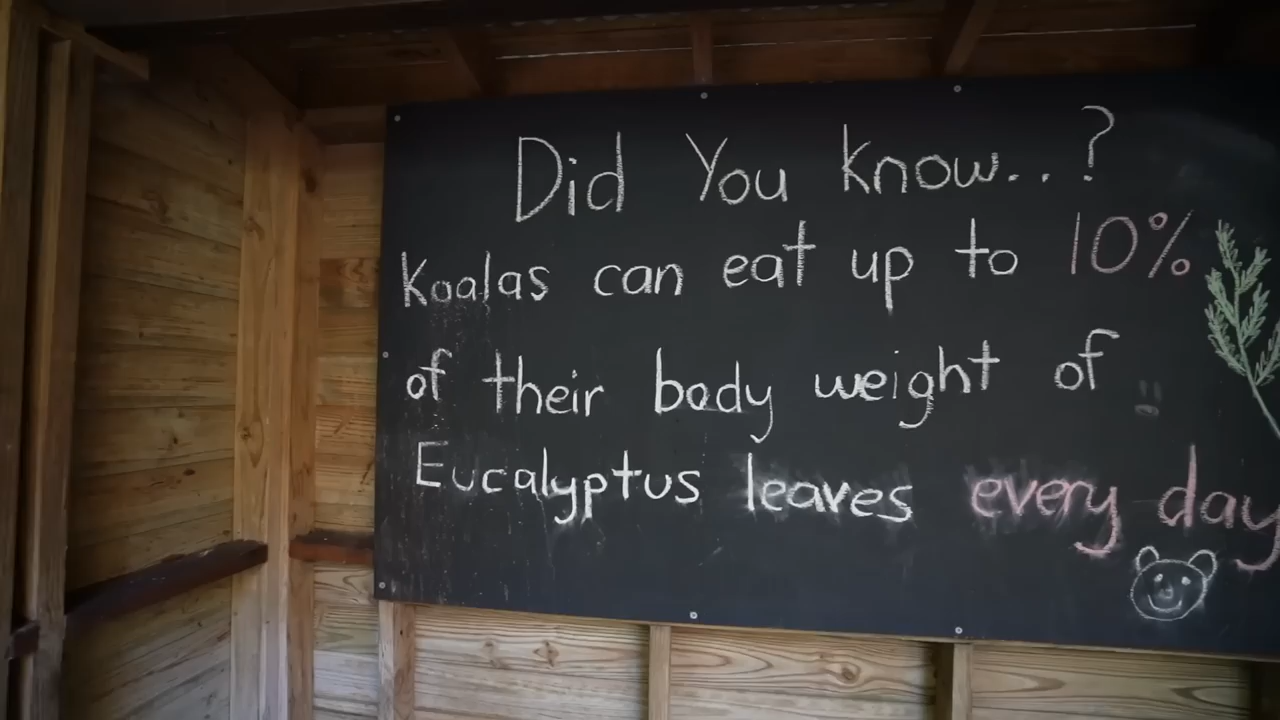 Did You know..?
Koalas can eat up to 10%
of their body weight of
Eucalyptus leaves every day